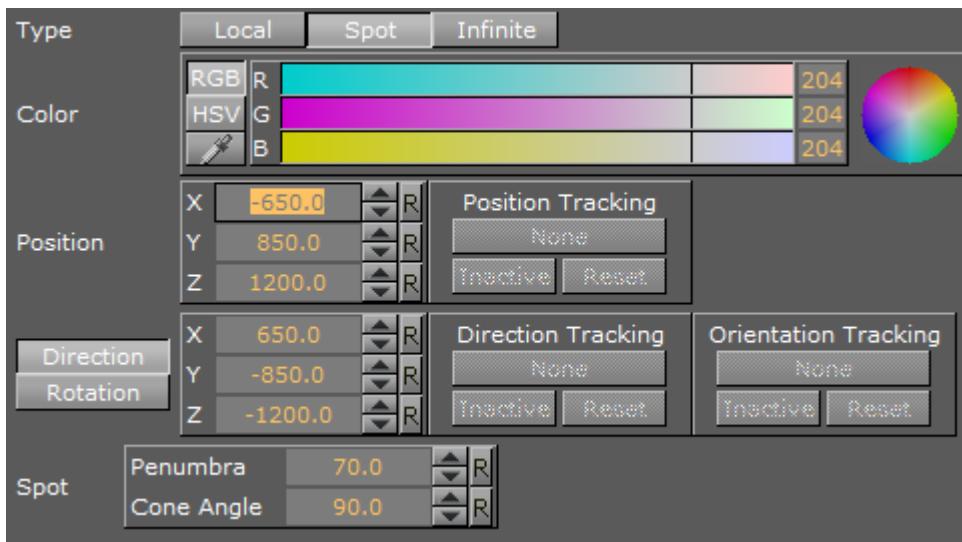 Type Local Spot Infinite
Color RGB R 204
HSV G 204
B 204
Position X -650.0 R Position Tracking
Y 850.0 R None
Z 1200.0 R Inactive Reset
Direction X 650.0 R Direction Tracking Orientation Tracking
Rotation Y -850.0 R None None
Z -1200.0 R Inactive Reset Inactive Reset
Spot Penumbra 70.0 R
Cone Angle 90.0 R